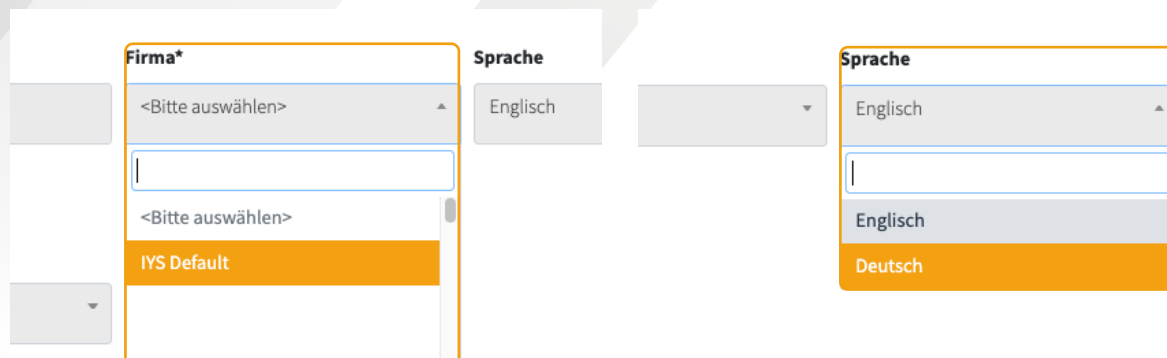 Firma*
Sprache
<Bitte auswählen>
Englisch
<Bitte auswählen>
IYS Default
Sprache
Englisch
Englisch
Deutsch